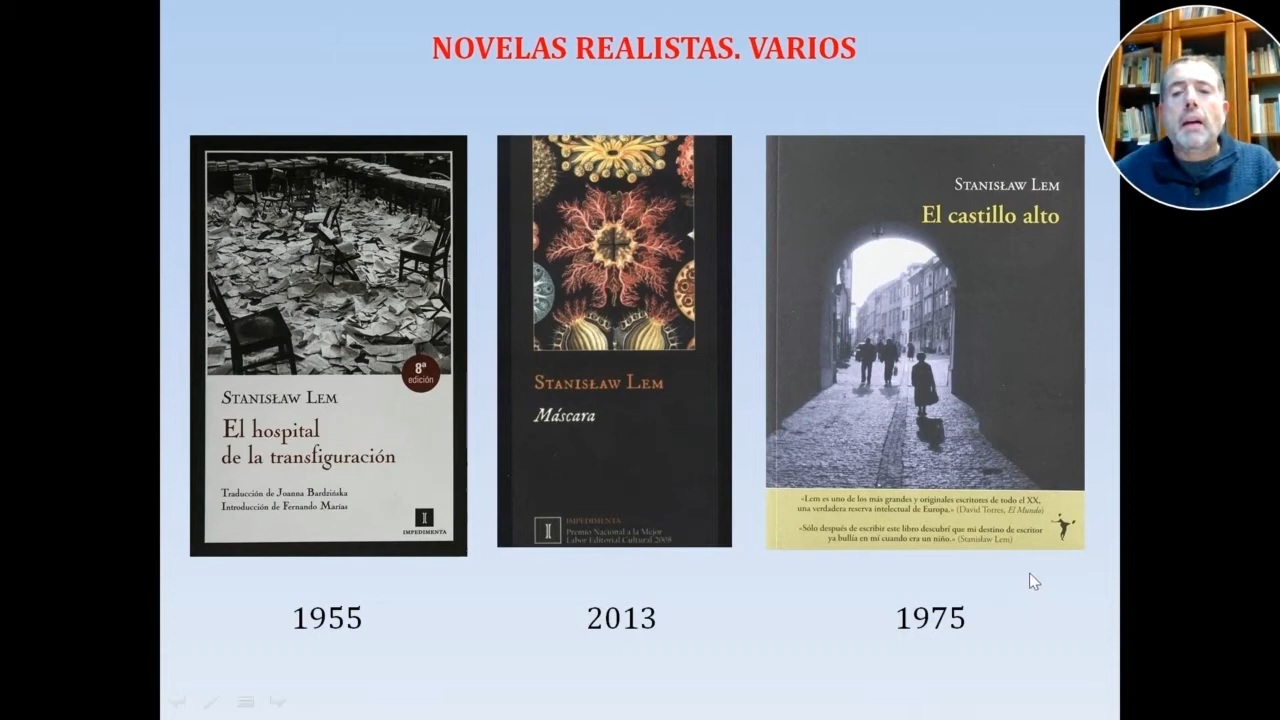 NOVELAS REALISTAS. VARIOS
8ª
edición
STANISŁAW LEM
El hospital
de la transfiguración
Traducción de Joanna Bardzińska
Introducción de Fernando Marías
I
IMPEDIMENTA
STANISŁAW LEM
Máscara
I
IMPEDIMENTA
Premio Nacional a la Mejor
Labor Editorial Cultural 2008
STANISŁAW LEM
El castillo alto
«Lem es uno de los más grandes y originales escritores de todo el XX,
una verdadera reserva intelectual de Europa.» (David Torres, El Mundo)
«Sólo después de escribir este libro descubrí que mi destino de escritor
ya bullía en mí cuando era un niño.» (Stanisław Lem)
1955
2013
1975